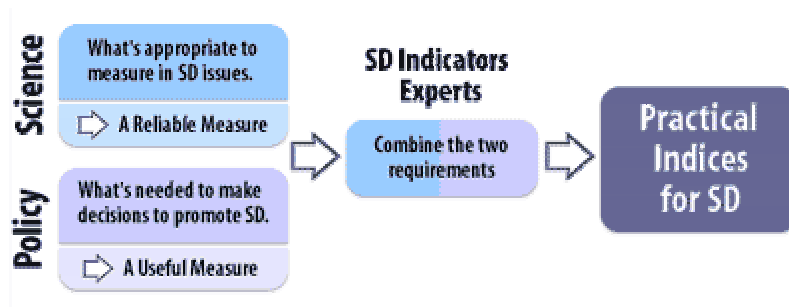 Science
What's appropriate to
measure in SD issues.
A Reliable Measure
Policy
What's needed to make
decisions to promote SD.
A Useful Measure
SD Indicators
Experts
Combine the two
requirements
Practical
Indices
for SD